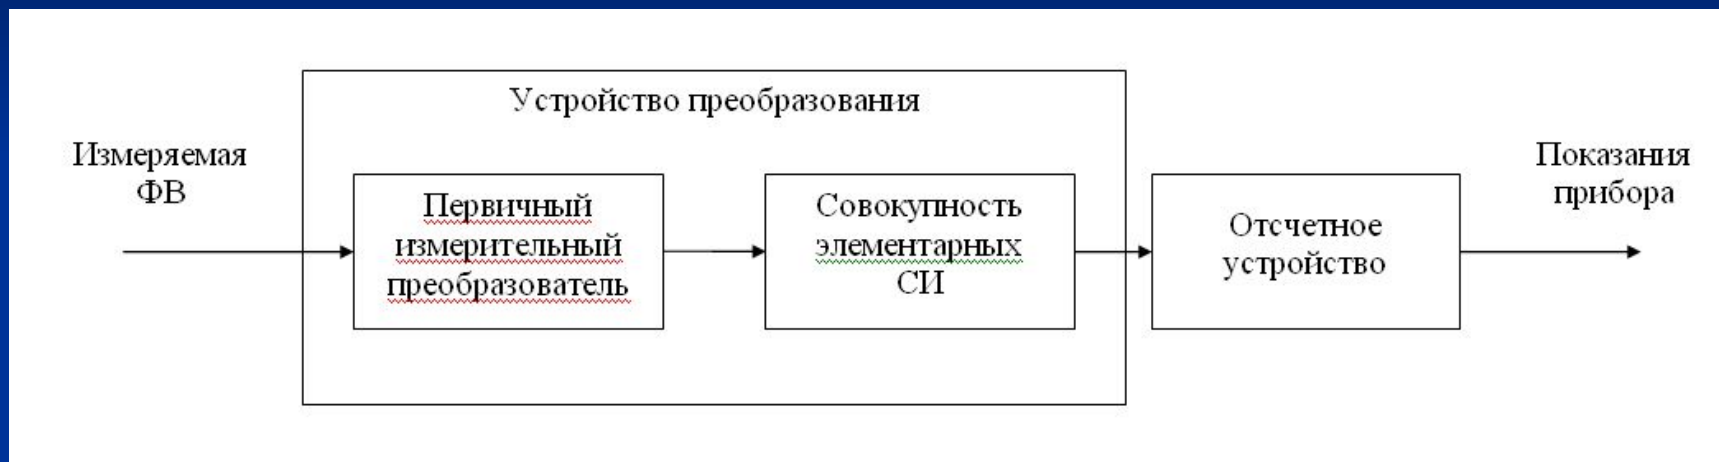 Устройство преобразования
Измеряемая
ФВ
Первичный
измерительный
преобразователь
Совокупность
элементарных
СИ
Отсчетное
устройство
Показания
прибора